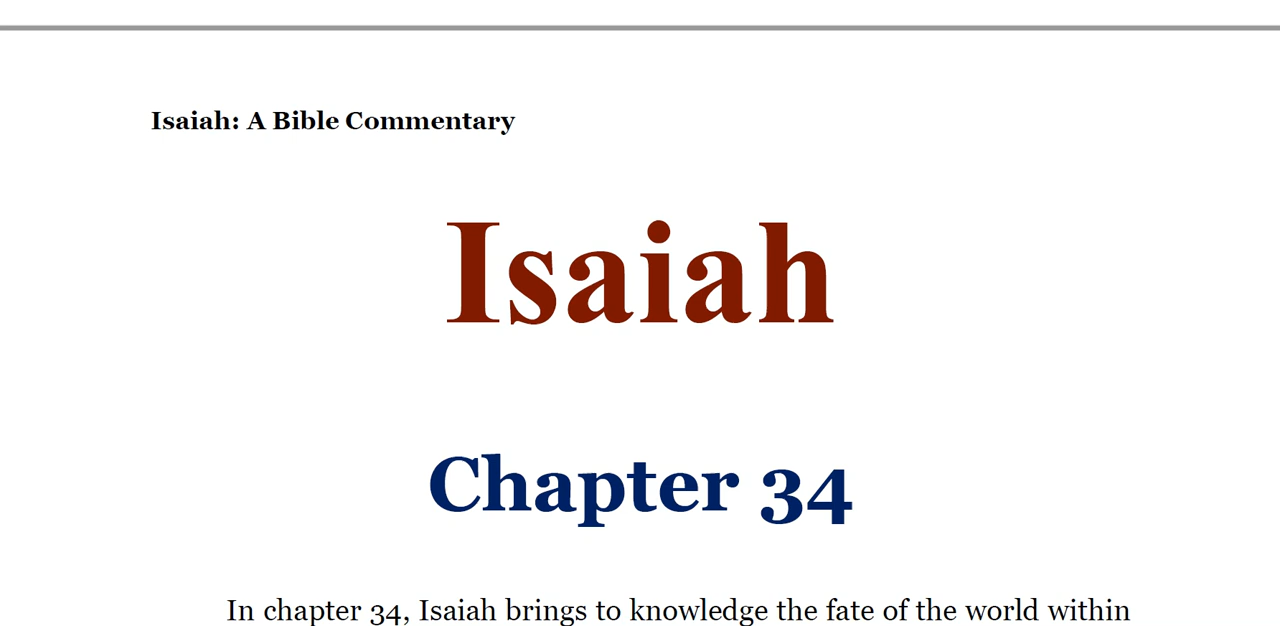 Isaiah: A Bible Commentary
Isaiah
Chapter 34
In chapter 34, Isaiah brings to knowledge the fate of the world within